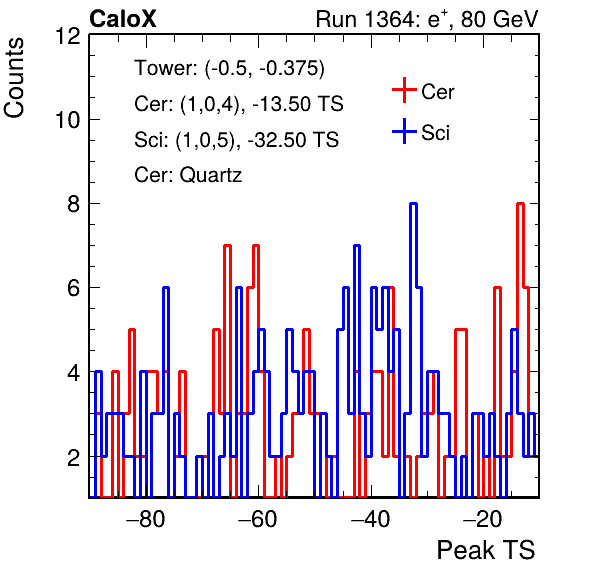 CaloX Run 1364: e⁺, 80 GeV
Counts
12
10
8
6
4
2
Tower: (-0.5, -0.375)
Cer: (1,0,4), -13.50 TS
Sci: (1,0,5), -32.50 TS
Cer: Quartz
Cer
Sci
−80 −60 −40 −20
Peak TS